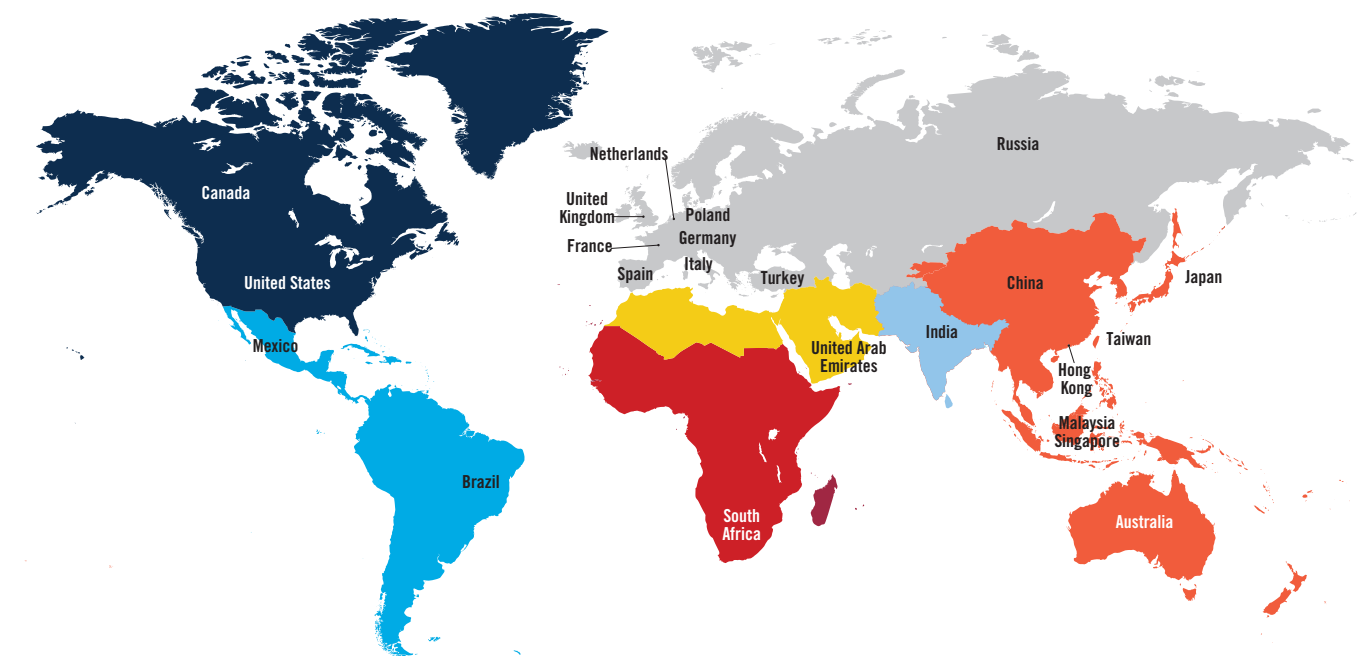 Canada
United States
Mexico
Brazil
Netherlands
United
Kingdom
France
Spain
Poland
Germany
Italy
Turkey
Russia
United Arab
Emirates
South
Africa
India
China
Japan
Taiwan
Hong
Kong
Malaysia
Singapore
Australia